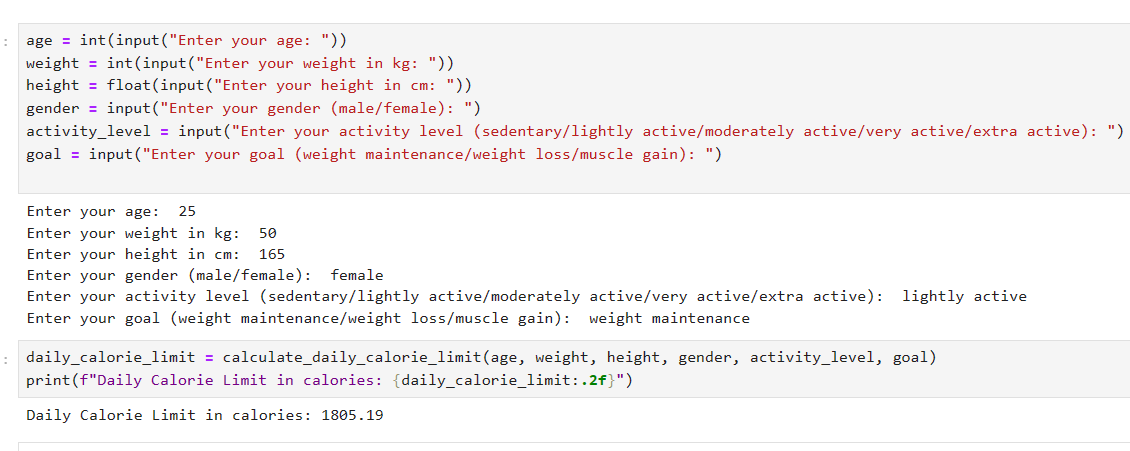 : age = int(input("Enter your age: "))
weight = int(input("Enter your weight in kg: "))
height = float(input("Enter your height in cm: "))
gender = input("Enter your gender (male/female): ")
activity_level = input("Enter your activity level (sedentary/lightly active/moderately active/very active/extra active): ")
goal = input("Enter your goal (weight maintenance/weight loss/muscle gain): ")
Enter your age:  25
Enter your weight in kg:  50
Enter your height in cm:  165
Enter your gender (male/female):  female
Enter your activity level (sedentary/lightly active/moderately active/very active/extra active):  lightly active
Enter your goal (weight maintenance/weight loss/muscle gain):  weight maintenance
: daily_calorie_limit = calculate_daily_calorie_limit(age, weight, height, gender, activity_level, goal)
print(f"Daily Calorie Limit in calories: {daily_calorie_limit:.2f}")
Daily Calorie Limit in calories: 1805.19